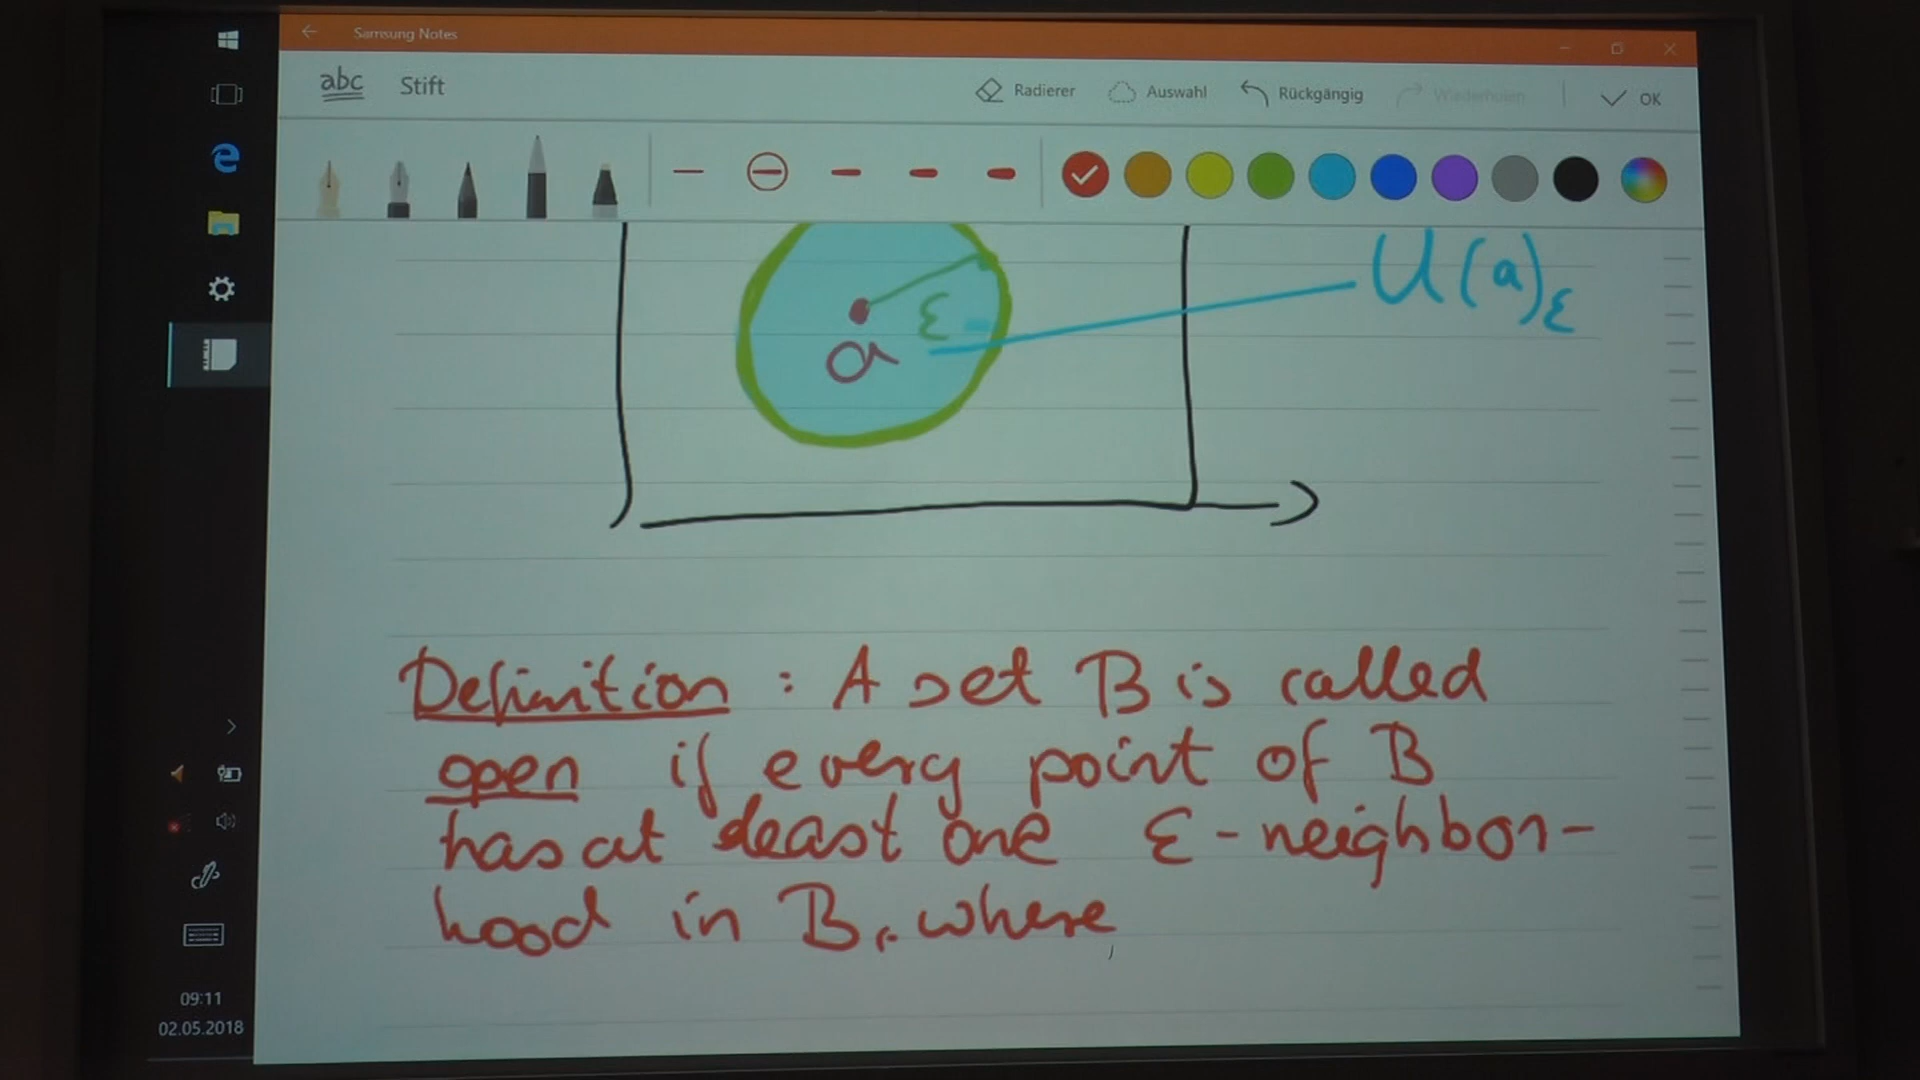 Samsung Notes
abc Stift Radierer Auswahl Rückgängig Wiederholen OK
U(a)ε
ε
a
Definition : A set B is called
open if every point of B
has at least one ε-neighbor-
hood in B, where
09:11
02.05.2018